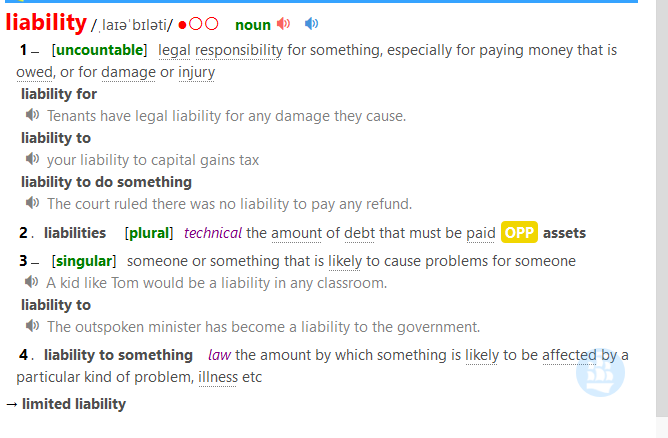 liability /ˌlaɪəˈbɪləti/ ●○○ noun
1 – [uncountable] legal responsibility for something, especially for paying money that is
owed, or for damage or injury
liability for
Tenants have legal liability for any damage they cause.
liability to
your liability to capital gains tax
liability to do something
The court ruled there was no liability to pay any refund.
2 . liabilities [plural] technical the amount of debt that must be paid OPP assets
3 – [singular] someone or something that is likely to cause problems for someone
A kid like Tom would be a liability in any classroom.
liability to
The outspoken minister has become a liability to the government.
4 . liability to something law the amount by which something is likely to be affected by a
particular kind of problem, illness etc
→ limited liability